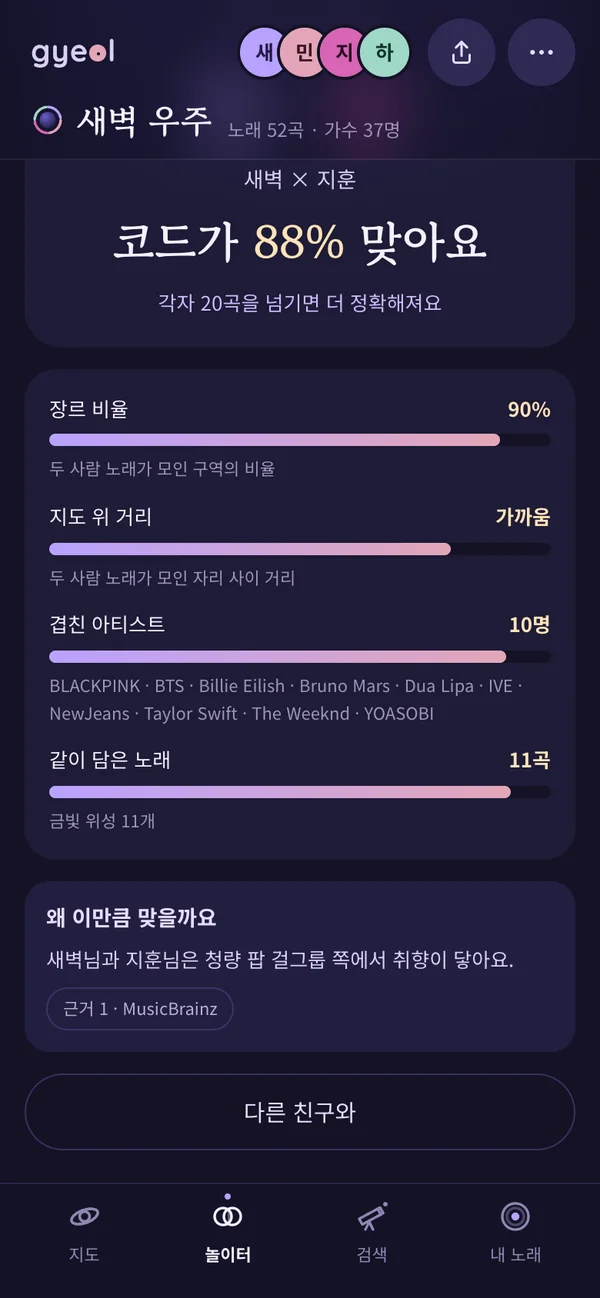 gyeol
새 민 지 하
새벽 우주 노래 52곡 · 가수 37명
새벽 × 지훈
코드가 88% 맞아요
각자 20곡을 넘기면 더 정확해져요
장르 비율 90%
두 사람 노래가 모인 구역의 비율
지도 위 거리 가까움
두 사람 노래가 모인 자리 사이 거리
겹친 아티스트 10명
BLACKPINK · BTS · Billie Eilish · Bruno Mars · Dua Lipa · IVE ·
NewJeans · Taylor Swift · The Weeknd · YOASOBI
같이 담은 노래 11곡
금빛 위성 11개
왜 이만큼 맞을까요
새벽님과 지훈님은 청량 팝 걸그룹 쪽에서 취향이 닿아요.
근거 1 · MusicBrainz
다른 친구와
지도 놀이터 검색 내 노래